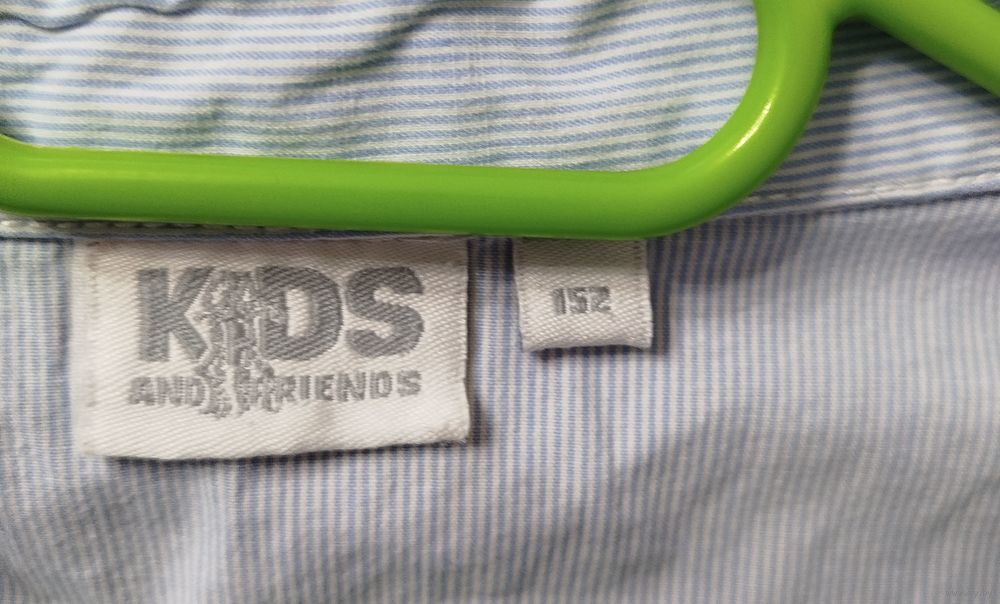 KIDS
AND FRIENDS
152